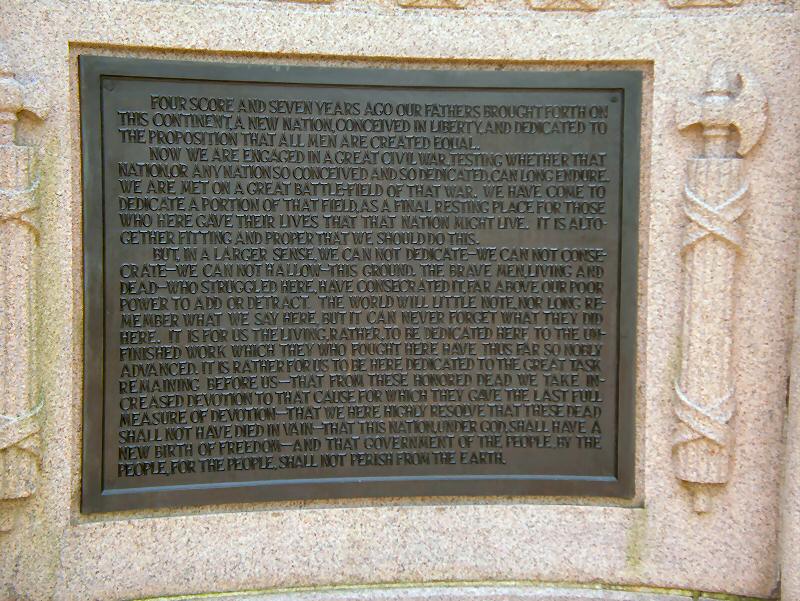 FOUR SCORE AND SEVEN YEARS AGO OUR FATHERS BROUGHT FORTH ON
THIS CONTINENT, A NEW NATION, CONCEIVED IN LIBERTY, AND DEDICATED TO
THE PROPOSITION THAT ALL MEN ARE CREATED EQUAL.
NOW WE ARE ENGAGED IN A GREAT CIVIL WAR, TESTING WHETHER THAT
NATION, OR ANY NATION SO CONCEIVED AND SO DEDICATED, CAN LONG ENDURE.
WE ARE MET ON A GREAT BATTLE-FIELD OF THAT WAR. WE HAVE COME TO
DEDICATE A PORTION OF THAT FIELD, AS A FINAL RESTING PLACE FOR THOSE
WHO HERE GAVE THEIR LIVES THAT THAT NATION MIGHT LIVE. IT IS ALTO-
GETHER FITTING AND PROPER THAT WE SHOULD DO THIS.
BUT, IN A LARGER SENSE, WE CAN NOT DEDICATE—WE CAN NOT CONSE-
CRATE—WE CAN NOT HALLOW—THIS GROUND. THE BRAVE MEN, LIVING AND
DEAD—WHO STRUGGLED HERE, HAVE CONSECRATED IT, FAR ABOVE OUR POOR
POWER TO ADD OR DETRACT. THE WORLD WILL LITTLE NOTE, NOR LONG RE-
MEMBER WHAT WE SAY HERE, BUT IT CAN NEVER FORGET WHAT THEY DID
HERE. IT IS FOR US THE LIVING, RATHER, TO BE DEDICATED HERE TO THE UN-
FINISHED WORK WHICH THEY WHO FOUGHT HERE HAVE THUS FAR SO NOBLY
ADVANCED. IT IS RATHER FOR US TO BE HERE DEDICATED TO THE GREAT TASK
REMAINING BEFORE US—THAT FROM THESE HONORED DEAD WE TAKE IN-
CREASED DEVOTION TO THAT CAUSE FOR WHICH THEY GAVE THE LAST FULL
MEASURE OF DEVOTION—THAT WE HERE HIGHLY RESOLVE THAT THESE DEAD
SHALL NOT HAVE DIED IN VAIN—THAT THIS NATION, UNDER GOD, SHALL HAVE A
NEW BIRTH OF FREEDOM—AND THAT GOVERNMENT OF THE PEOPLE, BY THE
PEOPLE, FOR THE PEOPLE, SHALL NOT PERISH FROM THE EARTH.